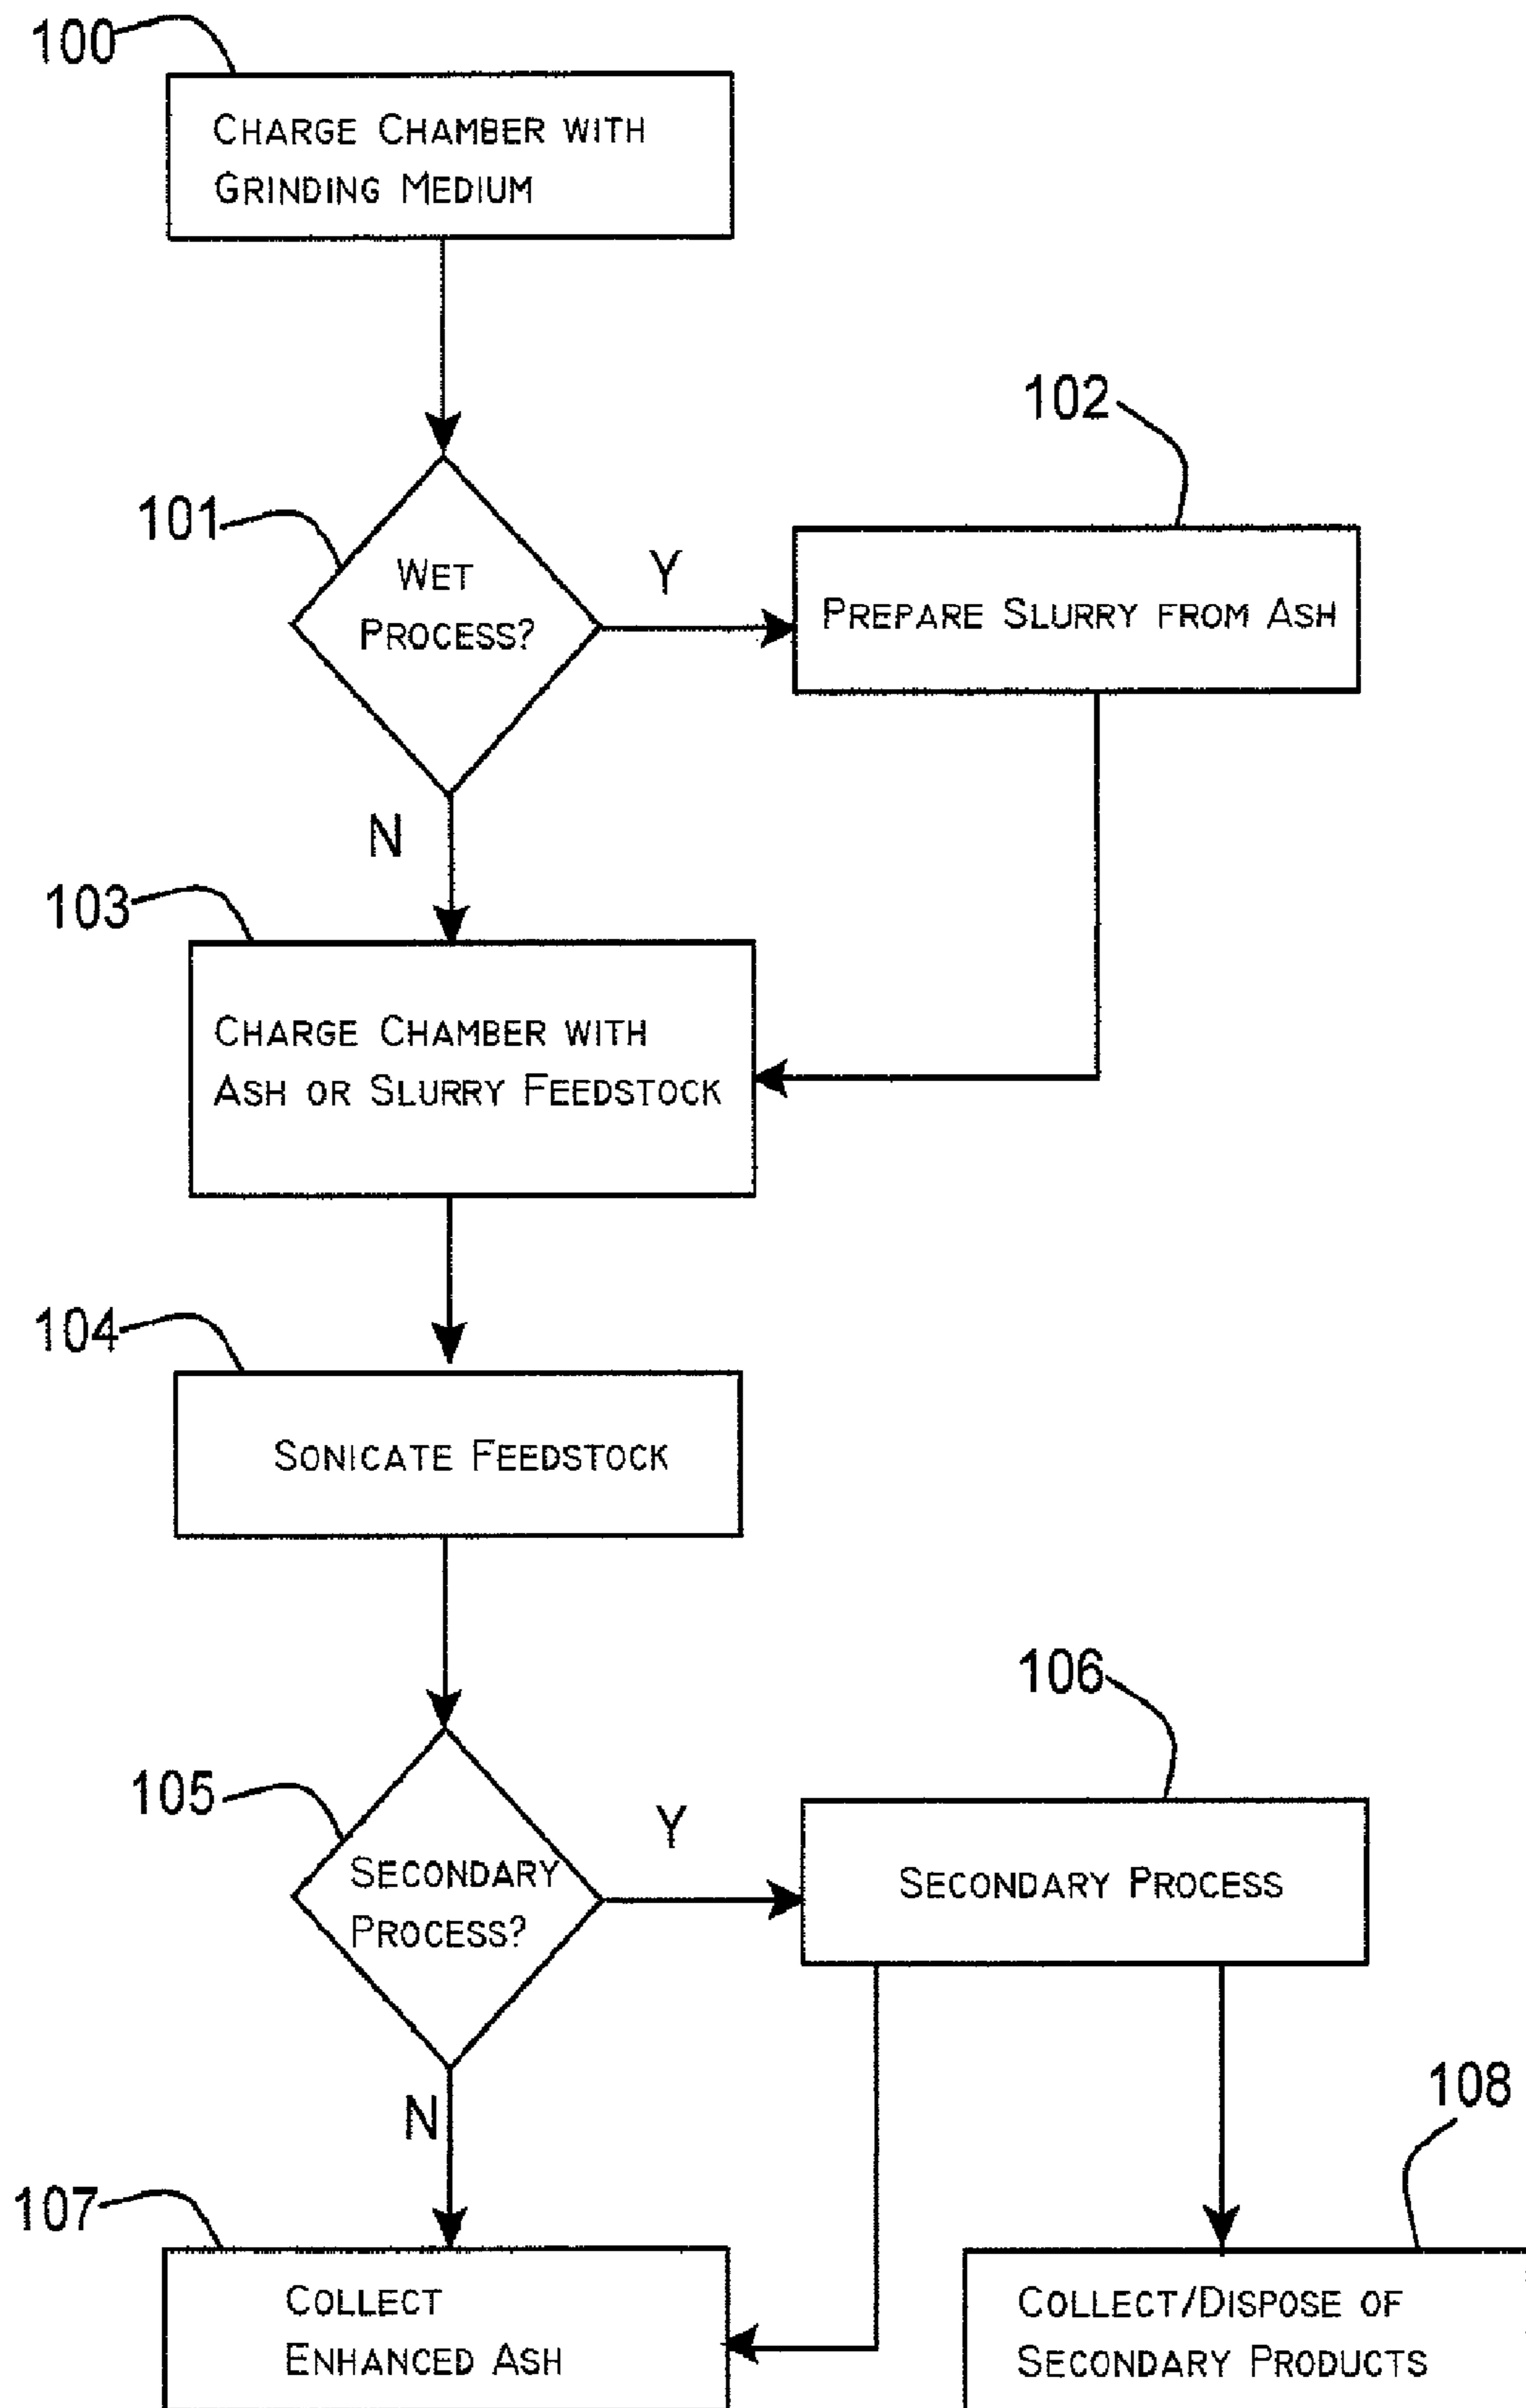 100
CHARGE CHAMBER WITH
GRINDING MEDIUM
102
101
WET
PROCESS?
Y
PREPARE SLURRY FROM ASH
N
103
CHARGE CHAMBER WITH
ASH OR SLURRY FEEDSTOCK
104
SONICATE FEEDSTOCK
106
105
SECONDARY
PROCESS?
Y
SECONDARY PROCESS
N
108
107
COLLECT
ENHANCED ASH
COLLECT/DISPOSE OF
SECONDARY PRODUCTS